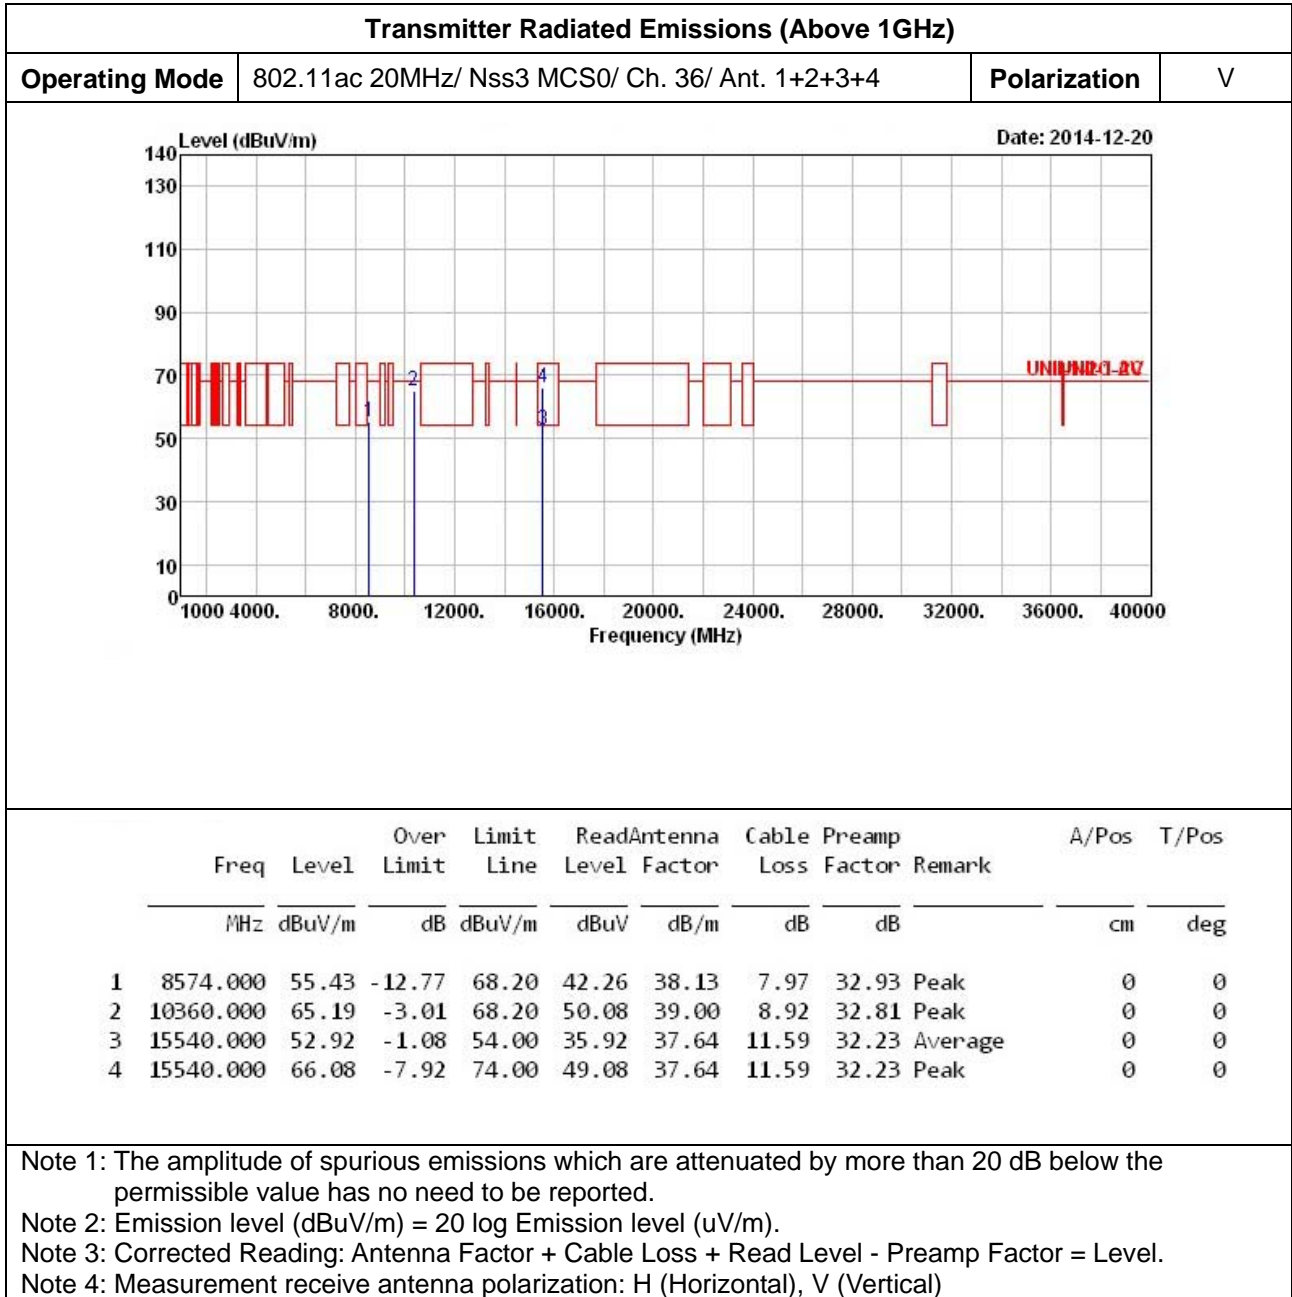 Transmitter Radiated Emissions (Above 1GHz)
Operating Mode 802.11ac 20MHz/ Nss3 MCS0/ Ch. 36/ Ant. 1+2+3+4 Polarization V
Level (dBuV/m) Date: 2014-12-20
140
130
110
90
70
50
30
10
0
1 2 3 4
1000 4000. 8000. 12000. 16000. 20000. 24000. 28000. 32000. 36000. 40000
Frequency (MHz)
Over Limit ReadAntenna Cable Preamp A/Pos T/Pos
Freq Level Limit Line Level Factor Loss Factor Remark
MHz dBuV/m dB dBuV/m dBuV dB/m dB dB cm deg
1 8574.000 55.43 -12.77 68.20 42.26 38.13 7.97 32.93 Peak 0 0
2 10360.000 65.19 -3.01 68.20 50.08 39.00 8.92 32.81 Peak 0 0
3 15540.000 52.92 -1.08 54.00 35.92 37.64 11.59 32.23 Average 0 0
4 15540.000 66.08 -7.92 74.00 49.08 37.64 11.59 32.23 Peak 0 0
Note 1: The amplitude of spurious emissions which are attenuated by more than 20 dB below the
permissible value has no need to be reported.
Note 2: Emission level (dBuV/m) = 20 log Emission level (uV/m).
Note 3: Corrected Reading: Antenna Factor + Cable Loss + Read Level - Preamp Factor = Level.
Note 4: Measurement receive antenna polarization: H (Horizontal), V (Vertical)